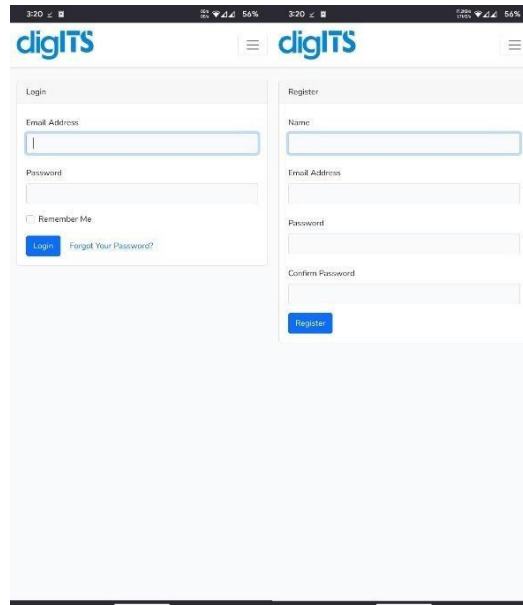 3:20
56%
digITS
Login
Email Address
Password
Remember Me
Login Forgot Your Password?
3:20
56%
digITS
Register
Name
Email Address
Password
Confirm Password
Register